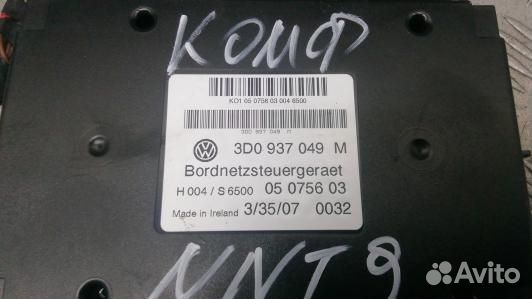 КОМФ
KO1 05 0756 03 004 6500
3D0 937 049 M
3D0 937 049 M
Bordnetzsteuergeraet
H 004 / S 6500 05 0756 03
Made in Ireland 3/35/07 0032
NNT9
Avito